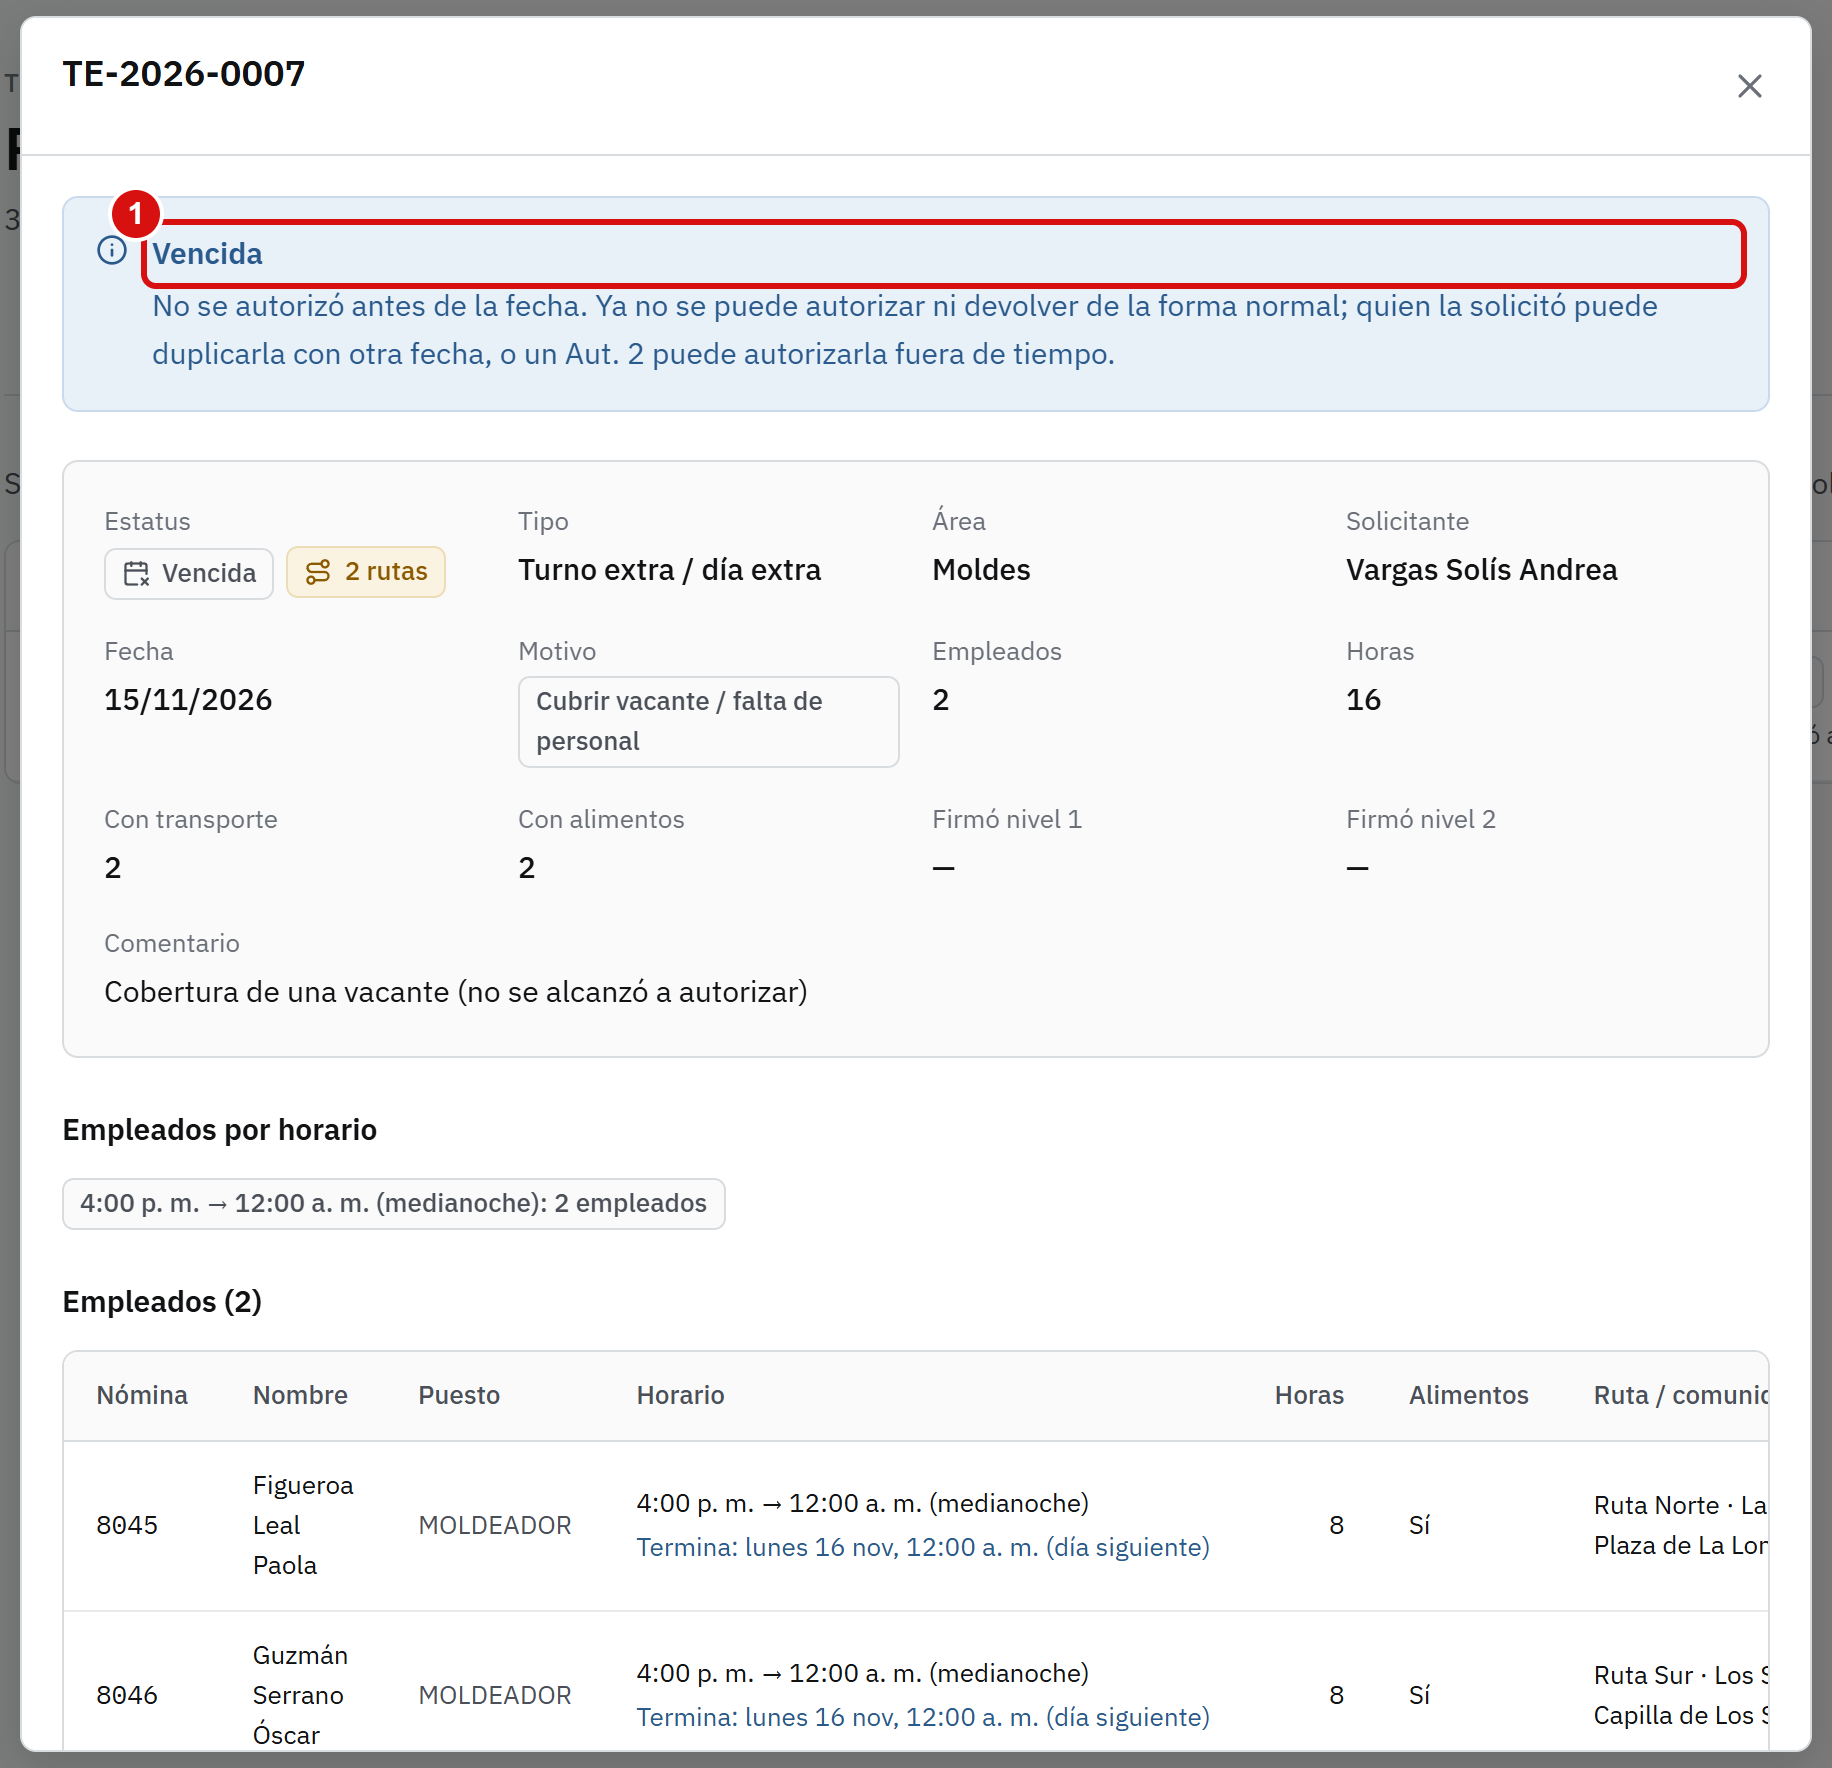 TE-2026-0007
1
Vencida
No se autorizó antes de la fecha. Ya no se puede autorizar ni devolver de la forma normal; quien la solicitó puede
duplicarla con otra fecha, o un Aut. 2 puede autorizarla fuera de tiempo.
Estatus
Vencida
2 rutas
Tipo
Turno extra / día extra
Área
Moldes
Solicitante
Vargas Solís Andrea
Fecha
15/11/2026
Motivo
Cubrir vacante / falta de
personal
Empleados
2
Horas
16
Con transporte
2
Con alimentos
2
Firmó nivel 1
—
Firmó nivel 2
—
Comentario
Cobertura de una vacante (no se alcanzó a autorizar)
Empleados por horario
4:00 p. m. → 12:00 a. m. (medianoche): 2 empleados
Empleados (2)
Nómina Nombre Puesto Horario Horas Alimentos Ruta /
8045
Figueroa
Leal
Paola
MOLDEADOR
4:00 p. m. → 12:00 a. m. (medianoche)
Termina: lunes 16 nov, 12:00 a. m. (día siguiente)
8
Sí
Ruta Norte · La
Plaza de La
8046
Guzmán
Serrano
Óscar
MOLDEADOR
4:00 p. m. → 12:00 a. m. (medianoche)
Termina: lunes 16 nov, 12:00 a. m. (día siguiente)
8
Sí
Ruta Sur · Los
Capilla de Los